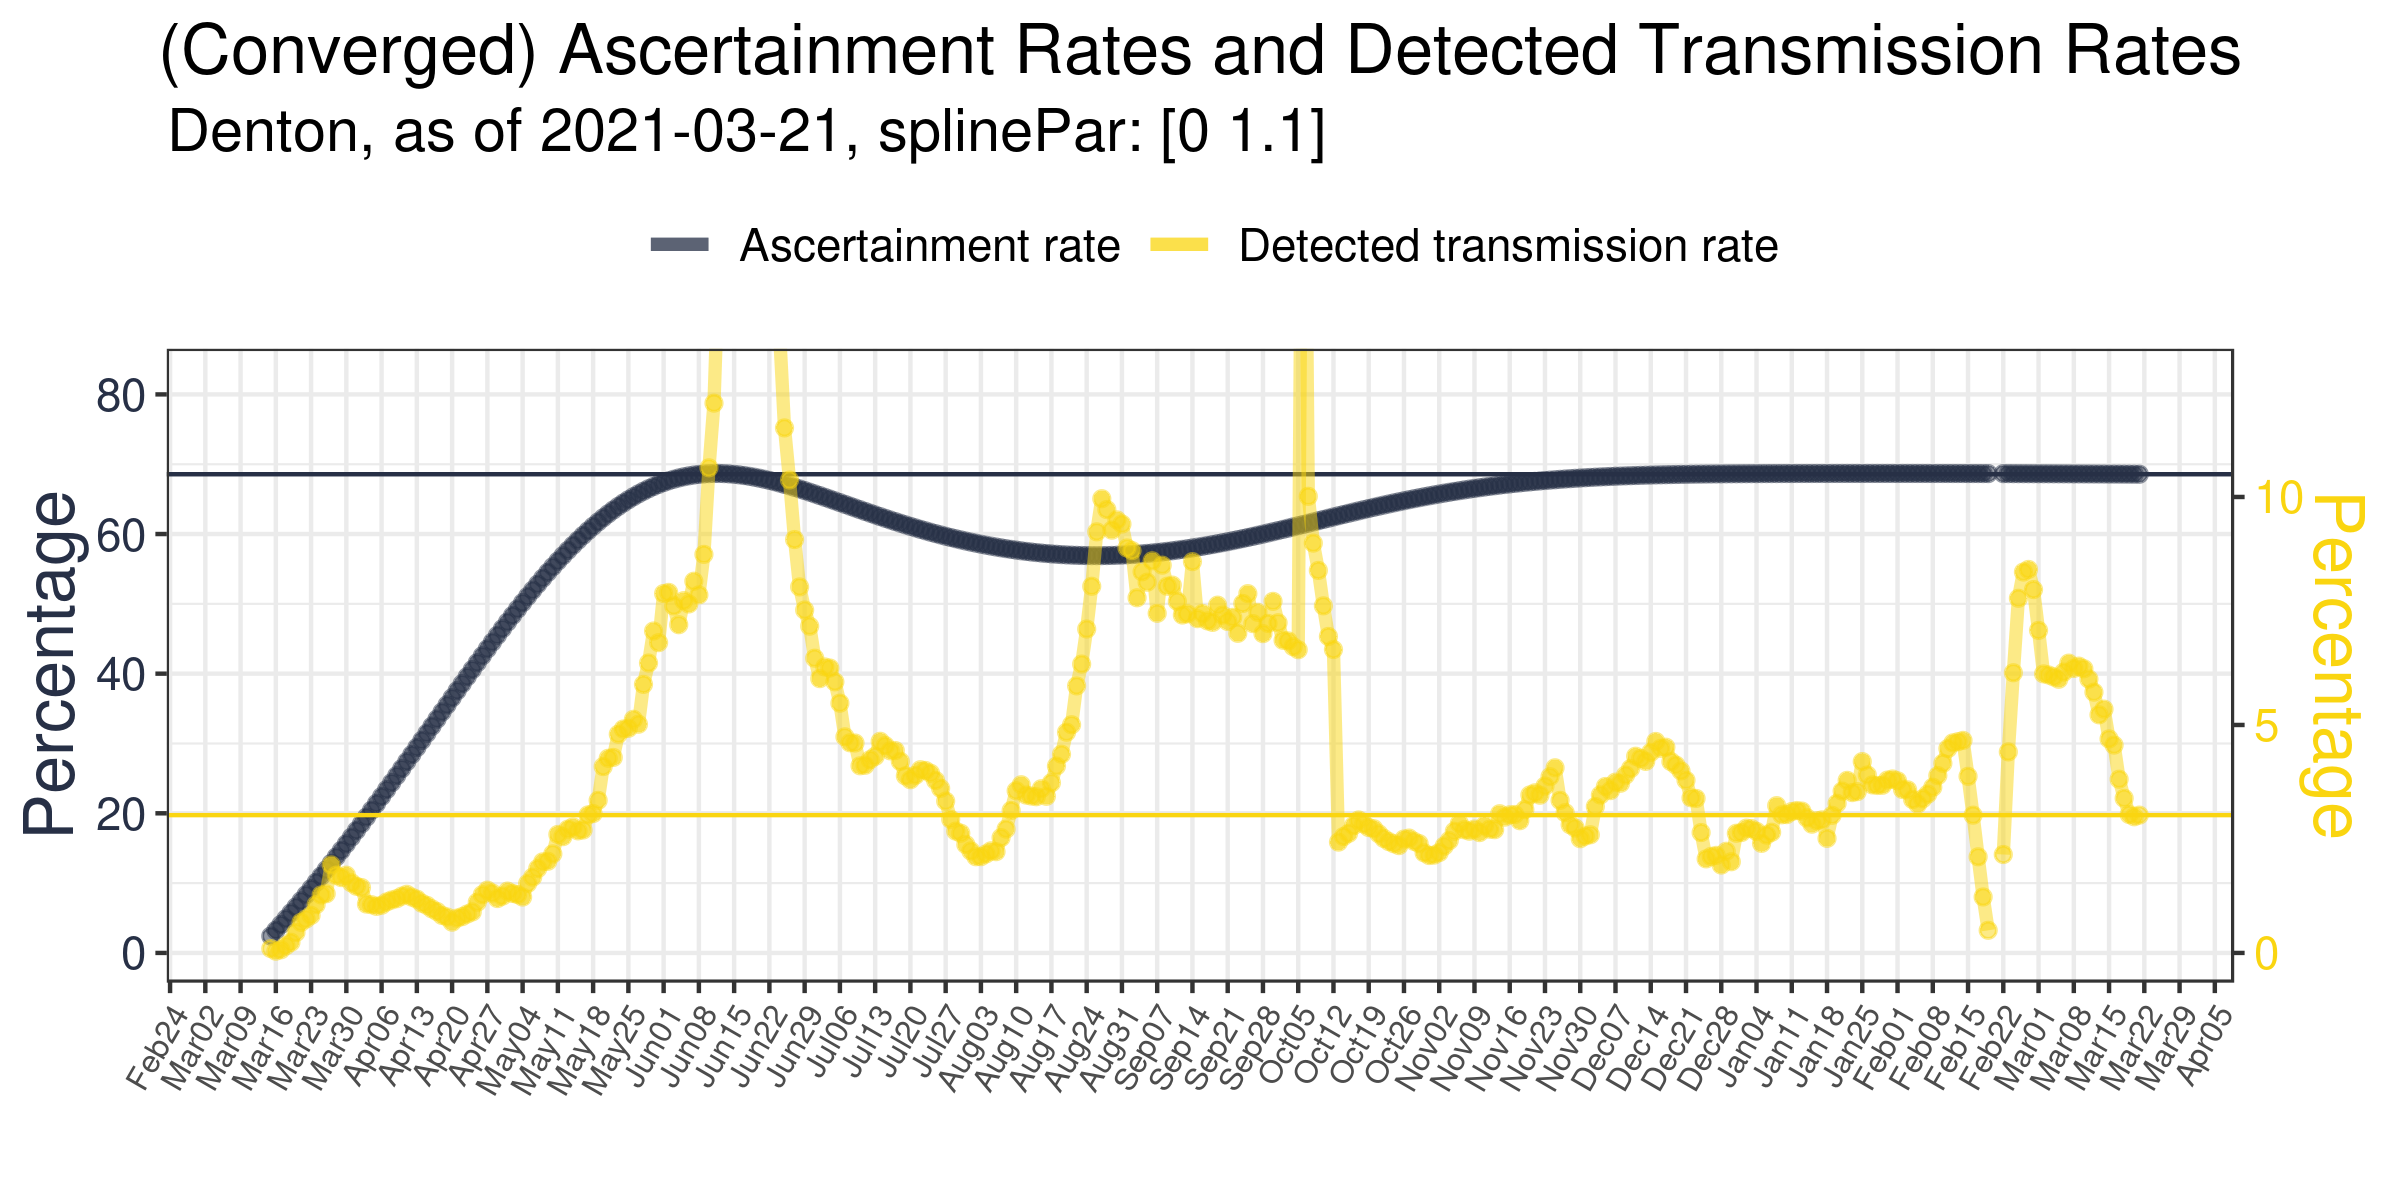 (Converged) Ascertainment Rates and Detected Transmission Rates
Denton, as of 2021-03-21, splinePar: [0 1.1]
Ascertainment rate
Detected transmission rate
Percentage
80
60
40
20
0
10
5
0
Percentage
Feb24
Mar02
Mar09
Mar16
Mar23
Mar30
Apr06
Apr13
Apr20
Apr27
May04
May11
May18
May25
Jun01
Jun08
Jun15
Jun22
Jun29
Jul06
Jul13
Jul20
Jul27
Aug03
Aug10
Aug17
Aug24
Aug31
Sep07
Sep14
Sep21
Sep28
Oct05
Oct12
Oct19
Oct26
Nov02
Nov09
Nov16
Nov23
Nov30
Dec07
Dec14
Dec21
Dec28
Jan04
Jan11
Jan18
Jan25
Feb01
Feb08
Feb15
Feb22
Mar01
Mar08
Mar15
Mar22
Mar29
Apr05